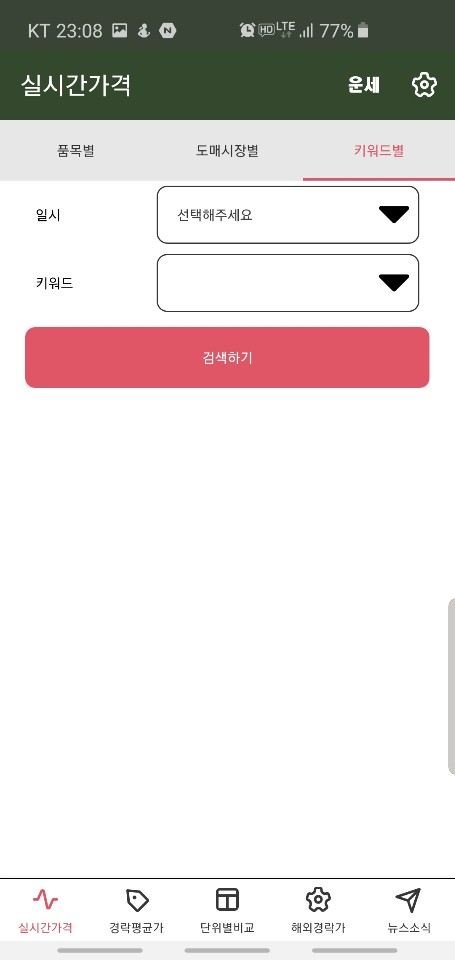 KT 23:08 N HD LTE 77%
실시간가격 운세
품목별 도매시장별 키워드별
일시 선택해주세요
키워드
검색하기
실시간가격 경락평균가 단위별비교 해외경락가 뉴스소식